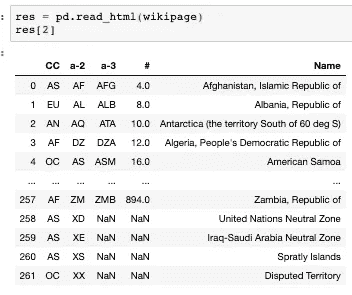 : res = pd.read_html(wikipage)
res[2]
:
CC a-2 a-3 # Name
0 AS AF AFG 4.0 Afghanistan, Islamic Republic of
1 EU AL ALB 8.0 Albania, Republic of
2 AN AQ ATA 10.0 Antarctica (the territory South of 60 deg S)
3 AF DZ DZA 12.0 Algeria, People's Democratic Republic of
4 OC AS ASM 16.0 American Samoa
... ... ... ... ... ...
257 AF ZM ZMB 894.0 Zambia, Republic of
258 AS XD NaN NaN United Nations Neutral Zone
259 AS XE NaN NaN Iraq-Saudi Arabia Neutral Zone
260 AS XS NaN NaN Spratly Islands
261 OC XX NaN NaN Disputed Territory